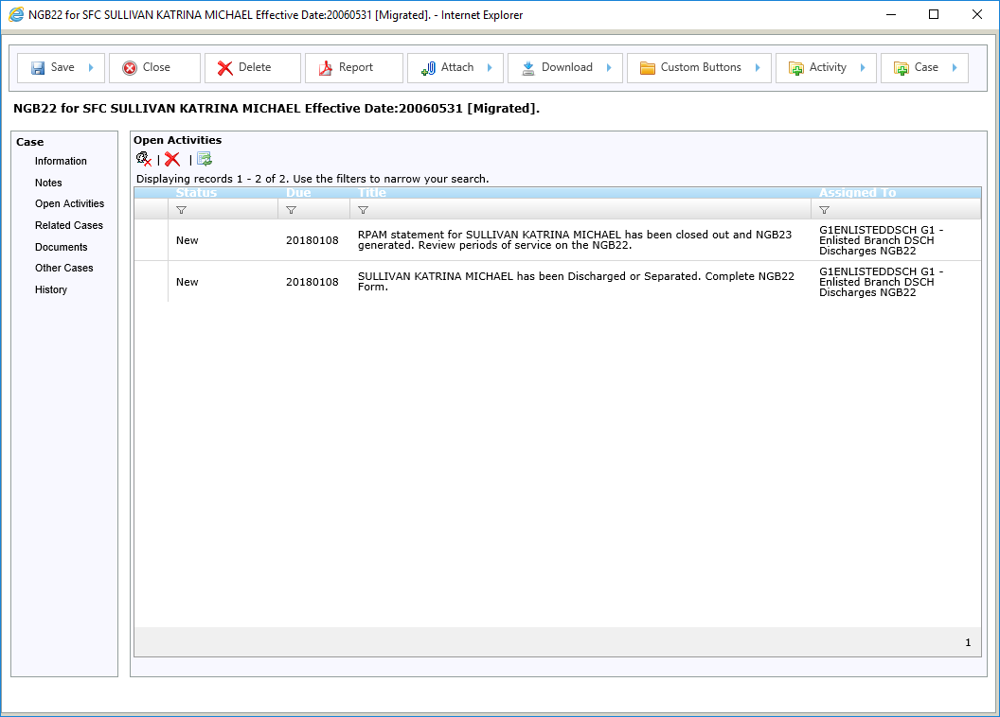 NGB22 for SFC SULLIVAN KATRINA MICHAEL Effective Date:20060531 [Migrated]. - Internet Explorer
Save Close Delete Report Attach Download Custom Buttons Activity Case
NGB22 for SFC SULLIVAN KATRINA MICHAEL Effective Date:20060531 [Migrated].
Case
Information
Notes
Open Activities
Related Cases
Documents
Other Cases
History
Open Activities
| |
Displaying records 1 - 2 of 2. Use the filters to narrow your search.
Status Due Title Assigned To
New 20180108
RPAM statement for SULLIVAN KATRINA MICHAEL has been closed out and NGB23
generated. Review periods of service on the NGB22.
G1ENLISTEDDSCH G1 -
Enlisted Branch DSCH
Discharges NGB22
New 20180108
SULLIVAN KATRINA MICHAEL has been Discharged or Separated. Complete NGB22
Form.
G1ENLISTEDDSCH G1 -
Enlisted Branch DSCH
Discharges NGB22
1